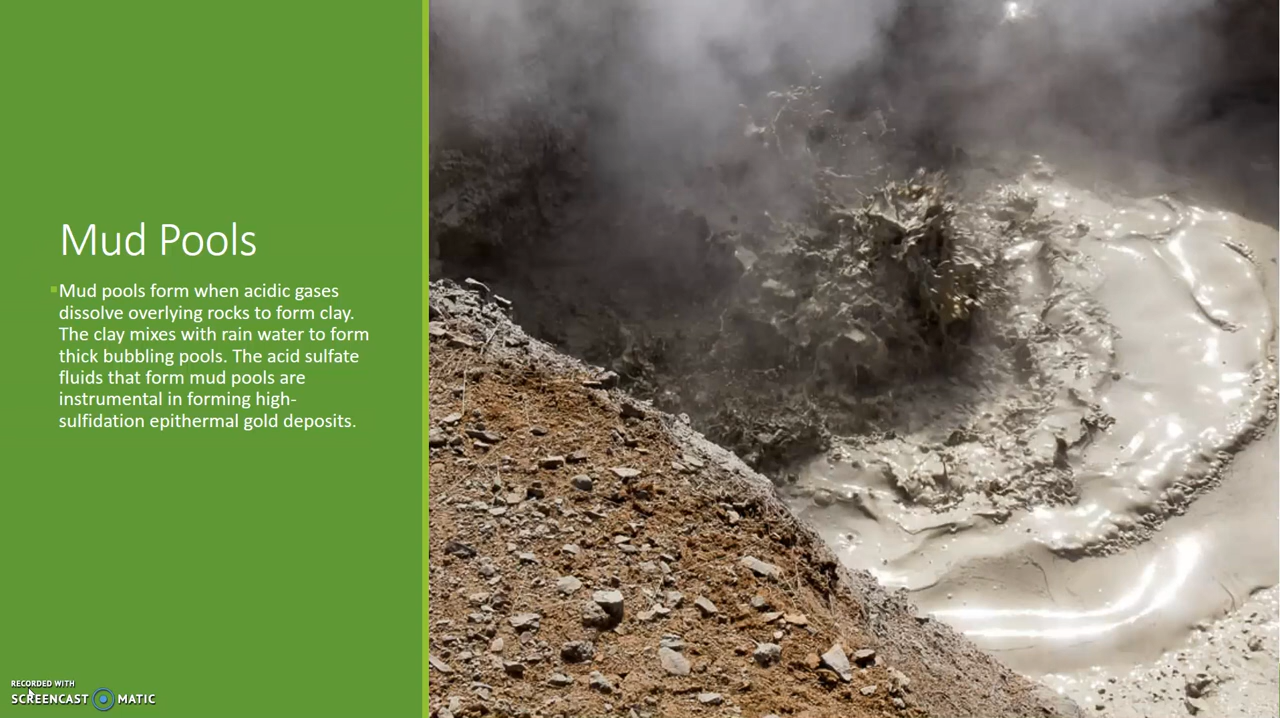 Mud Pools
Mud pools form when acidic gases
dissolve overlying rocks to form clay.
The clay mixes with rain water to form
thick bubbling pools. The acid sulfate
fluids that form mud pools are
instrumental in forming high-
sulfidation epithermal gold deposits.
RECORDED WITH
SCREENCAST MATIC